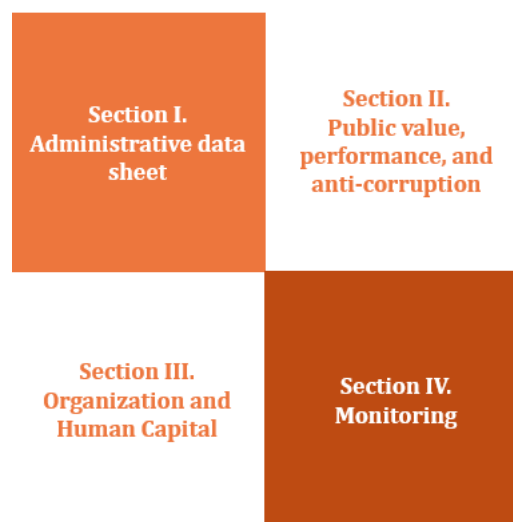 Section I.
Administrative data
sheet
Section II.
Public value,
performance, and
anti-corruption
Section III.
Organization and
Human Capital
Section IV.
Monitoring